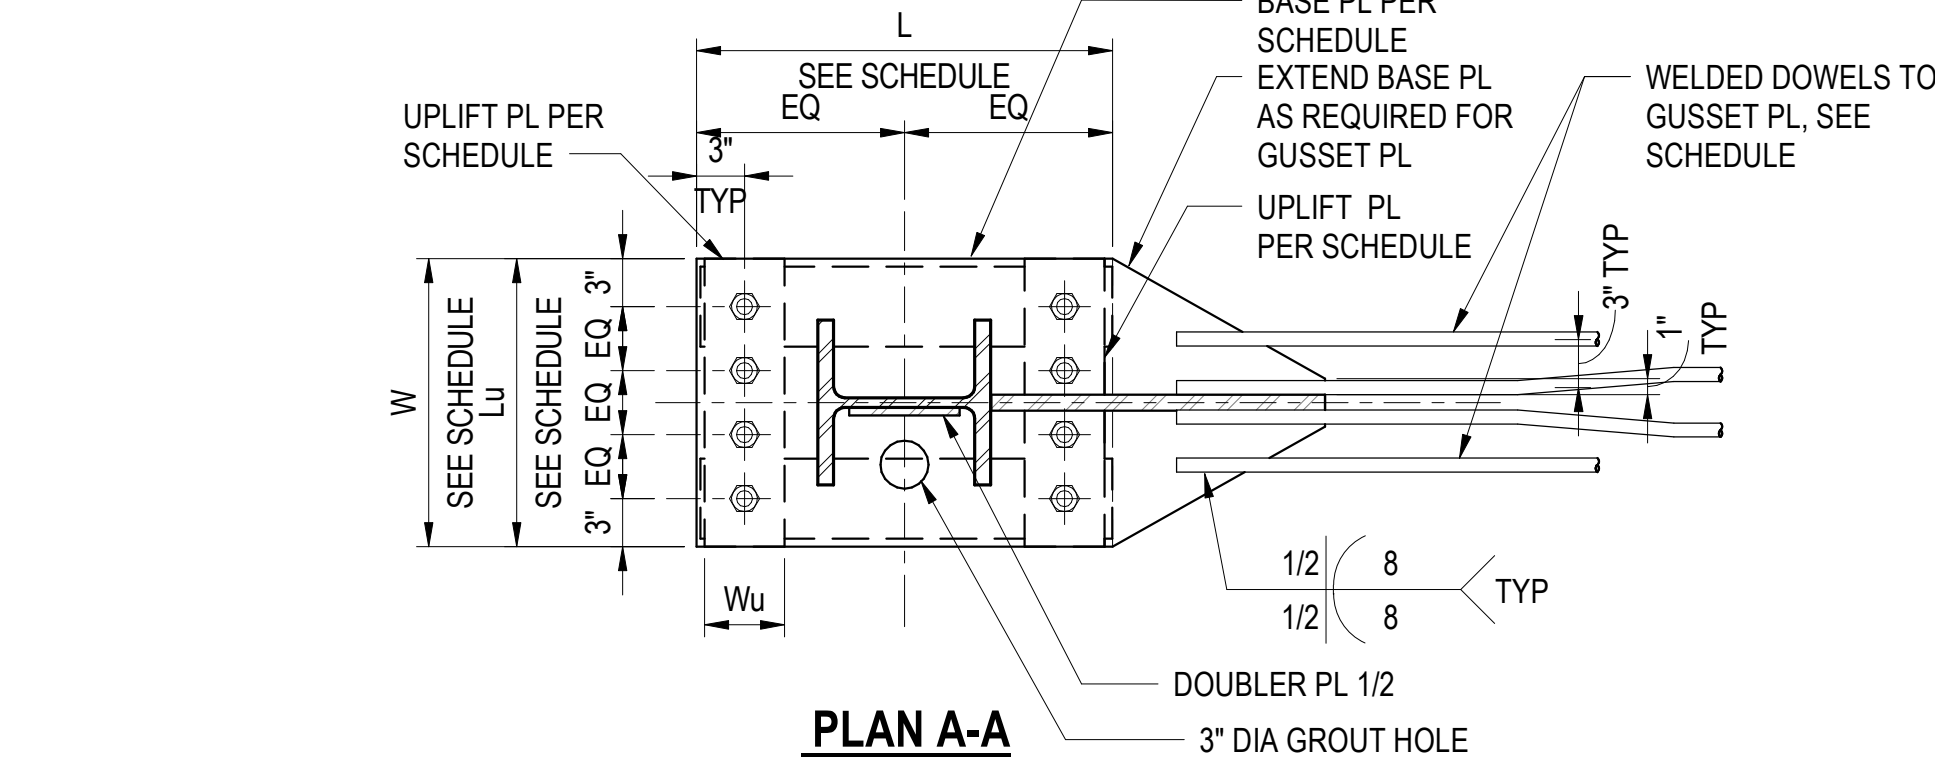 BASE PL PER
SCHEDULE
EXTEND BASE PL
AS REQUIRED FOR
GUSSET PL
WELDED DOWELS TO
GUSSET PL, SEE
SCHEDULE
L
SEE SCHEDULE
EQ
EQ
UPLIFT PL PER
SCHEDULE
3"
TYP
UPLIFT PL
PER SCHEDULE
3" TYP
1"
TYP
W
SEE SCHEDULE
Lu
SEE SCHEDULE
3"
EQ
EQ
EQ
3"
Wu
1/2
8
1/2
8
TYP
DOUBLER PL 1/2
3" DIA GROUT HOLE
PLAN A-A